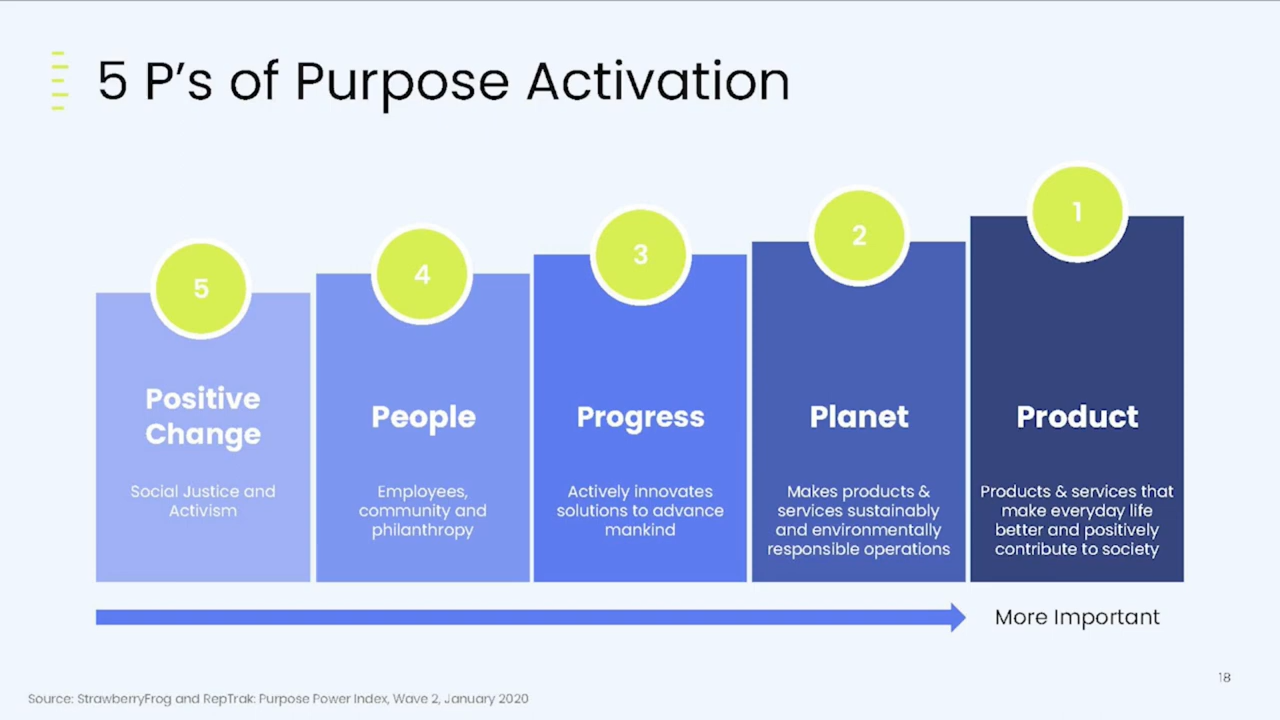 5 P’s of Purpose Activation
5
Positive
Change
Social Justice and
Activism
4
People
Employees,
community and
philanthropy
3
Progress
Actively innovates
solutions to advance
mankind
2
Planet
Makes products &
services sustainably
and environmentally
responsible operations
1
Product
Products & services that
make everyday life
better and positively
contribute to society
More Important
18
Source: StrawberryFrog and RepTrak: Purpose Power Index, Wave 2, January 2020